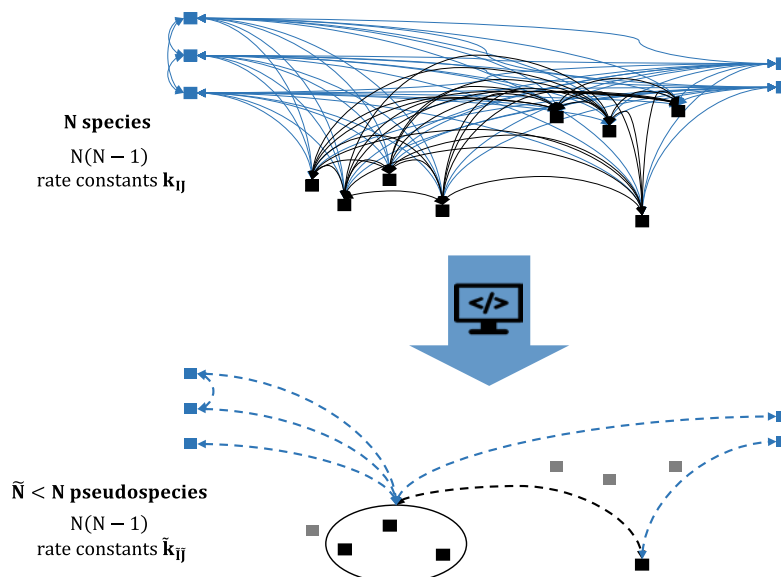 N species
N(N − 1)
rate constants k_IJ
</>
Ñ < N pseudospecies
N(N − 1)
rate constants k̃_ĨJ̃